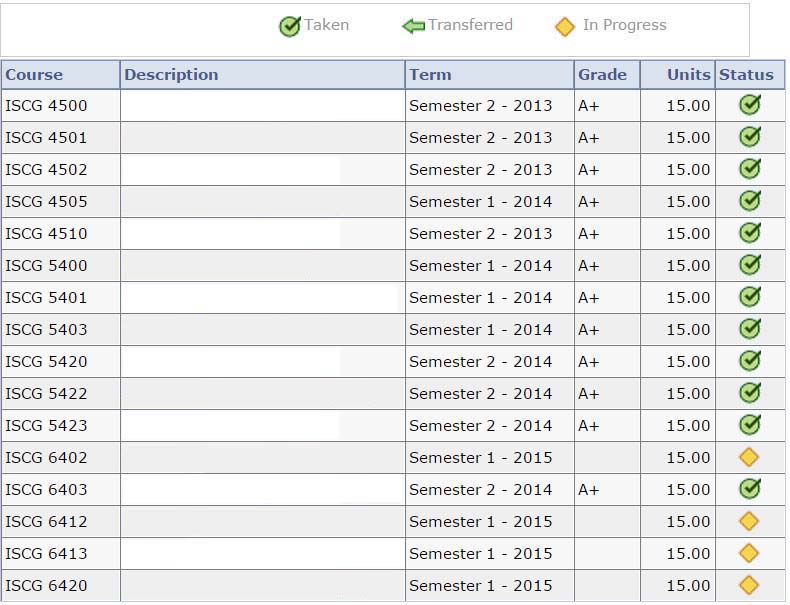 Taken Transferred In Progress
Course Description Term Grade Units Status
ISCG 4500 Semester 2 - 2013 A+ 15.00
ISCG 4501 Semester 2 - 2013 A+ 15.00
ISCG 4502 Semester 2 - 2013 A+ 15.00
ISCG 4505 Semester 1 - 2014 A+ 15.00
ISCG 4510 Semester 2 - 2013 A+ 15.00
ISCG 5400 Semester 1 - 2014 A+ 15.00
ISCG 5401 Semester 1 - 2014 A+ 15.00
ISCG 5403 Semester 1 - 2014 A+ 15.00
ISCG 5420 Semester 2 - 2014 A+ 15.00
ISCG 5422 Semester 2 - 2014 A+ 15.00
ISCG 5423 Semester 2 - 2014 A+ 15.00
ISCG 6402 Semester 1 - 2015 15.00
ISCG 6403 Semester 2 - 2014 A+ 15.00
ISCG 6412 Semester 1 - 2015 15.00
ISCG 6413 Semester 1 - 2015 15.00
ISCG 6420 Semester 1 - 2015 15.00